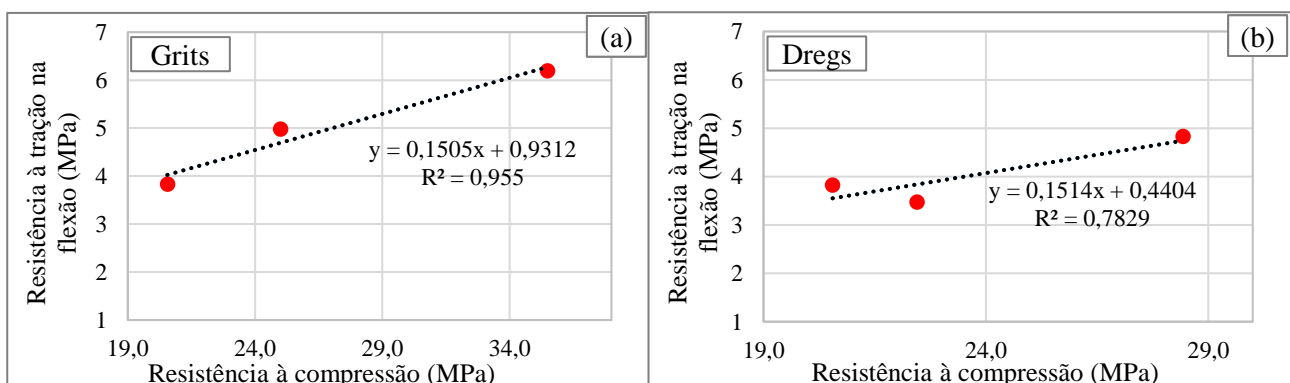 (a)
Grits
Resistência à tração na
flexão (MPa)
7
6
5
4
3
2
1
y = 0,1505x + 0,9312
R² = 0,955
19,0 24,0 29,0 34,0
Resistência à compressão (MPa)
(b)
Dregs
Resistência à tração na
flexão (MPa)
7
6
5
4
3
2
1
y = 0,1514x + 0,4404
R² = 0,7829
19,0 24,0 29,0
Resistência à compressão (MPa)